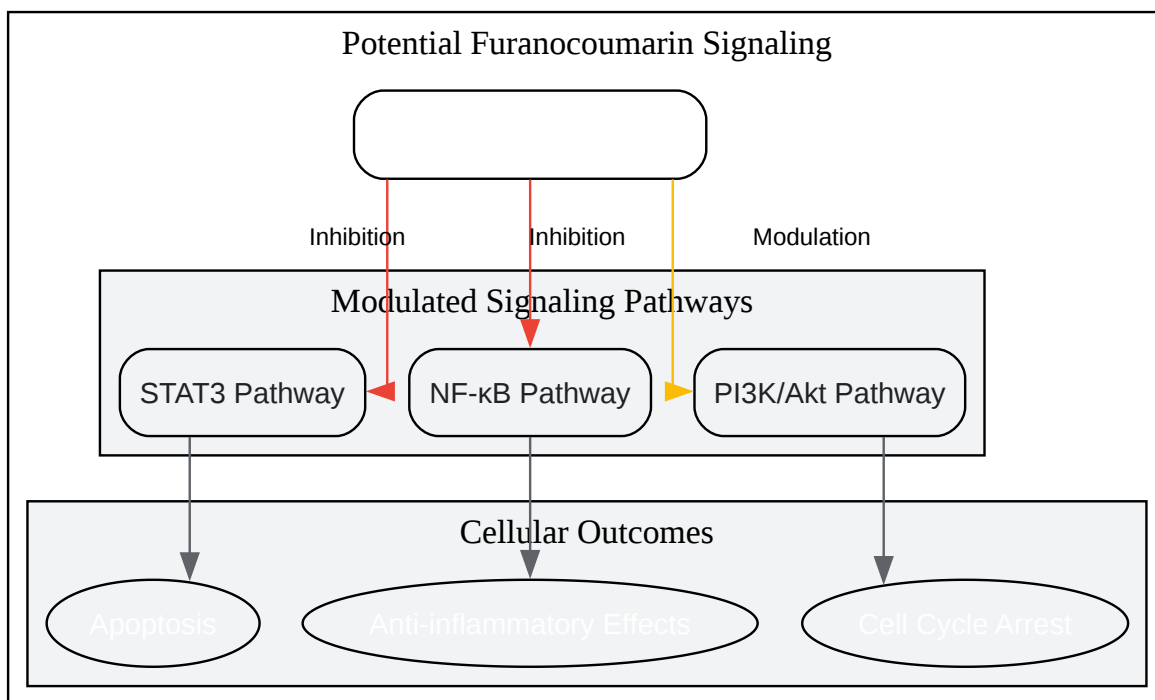 Potential Furanocoumarin Signaling
Inhibition
Inhibition
Modulation
Modulated Signaling Pathways
STAT3 Pathway
NF-κB Pathway
PI3K/Akt Pathway
Cellular Outcomes
Apoptosis
Anti-inflammatory Effects
Cell Cycle Arrest